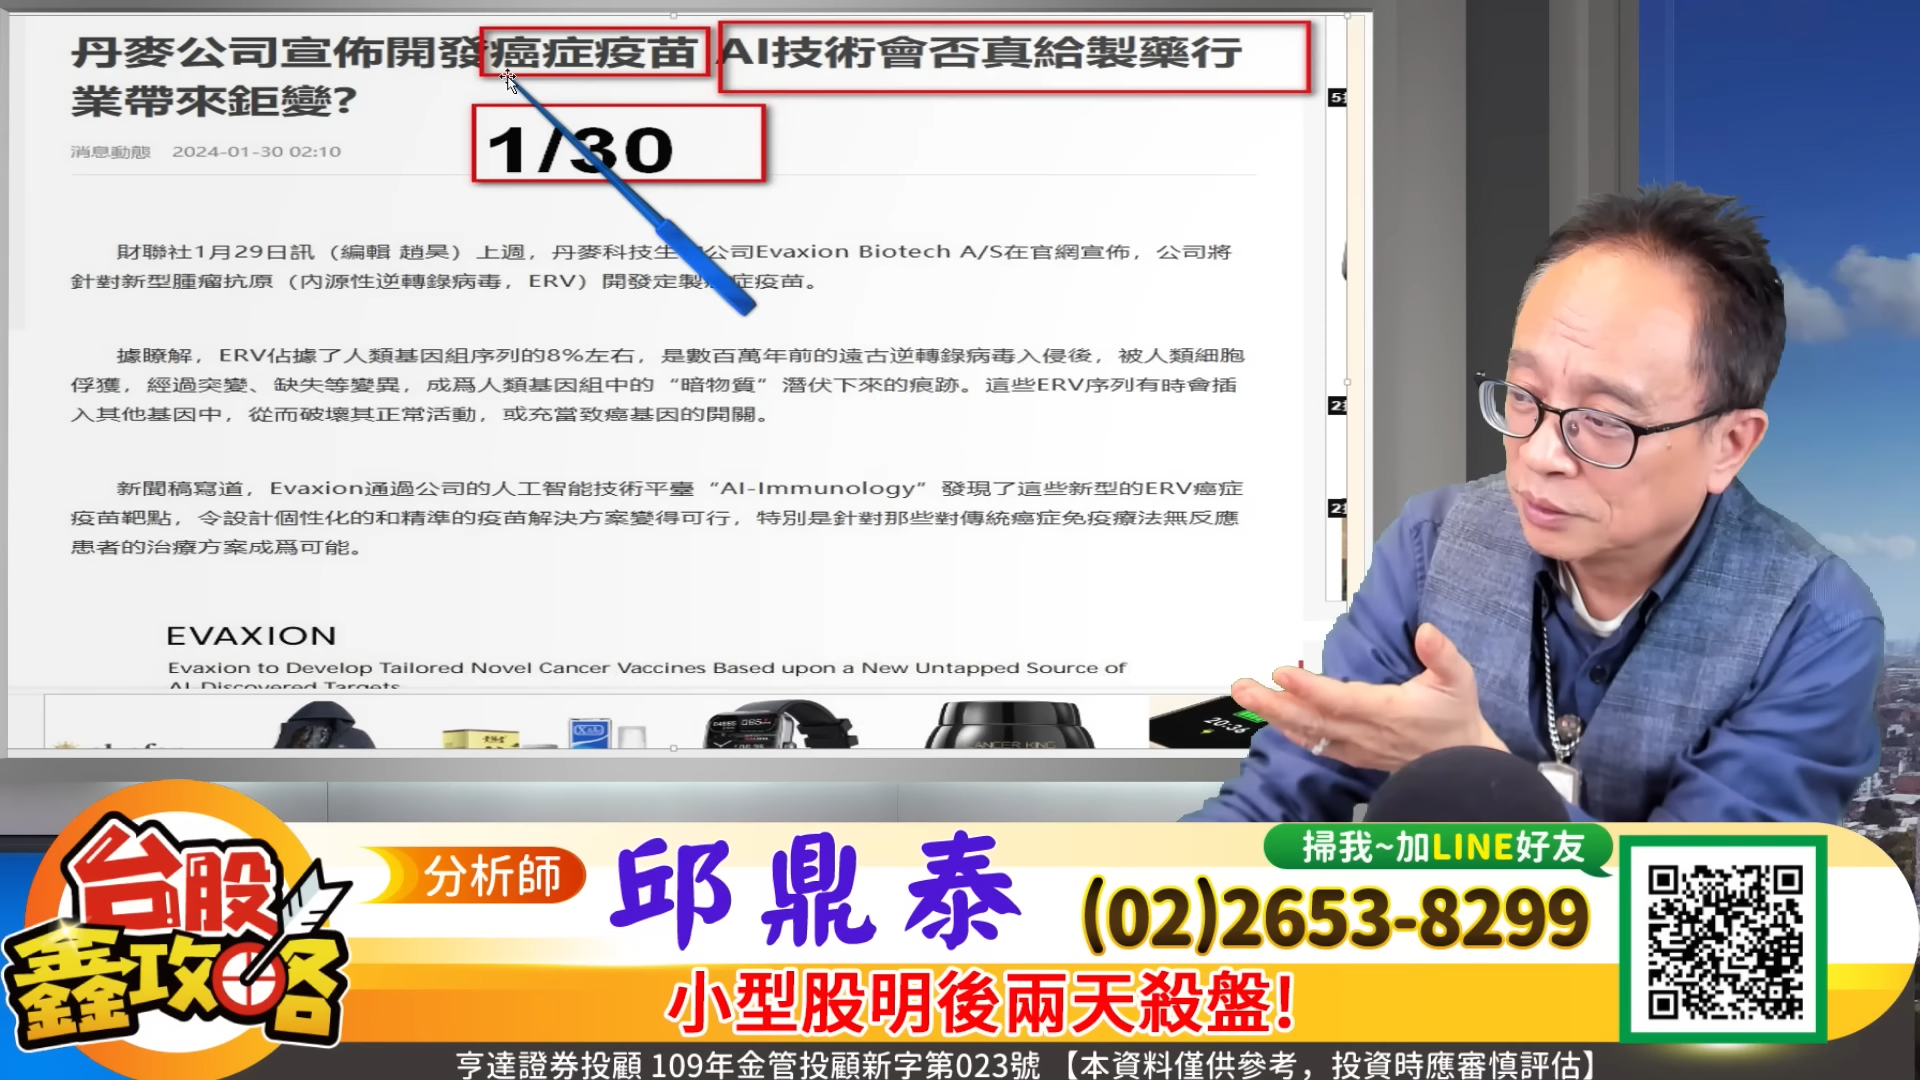 丹麥公司宣佈開發癌症疫苗 AI技術會否真給製藥行
業帶來鉅變?
消息動態 2024-01-30 02:10
1/30
財聯社1月29日訊（編輯 趙昊）上週，丹麥科技生 公司Evaxion Biotech A/S在官網宣佈，公司將
針對新型腫瘤抗原（內源性逆轉錄病毒，ERV）開發定製 症疫苗。
據瞭解，ERV佔據了人類基因組序列的8%左右，是數百萬年前的遠古逆轉錄病毒入侵後，被人類細胞
俘獲，經過突變、缺失等變異，成爲人類基因組中的“暗物質”潛伏下來的痕跡。這些ERV序列有時會插
入其他基因中，從而破壞其正常活動，或充當致癌基因的開關。
新聞稿寫道，Evaxion通過公司的人工智能技術平臺“AI-Immunology”發現了這些新型的ERV癌症
疫苗靶點，令設計個性化的和精準的疫苗解決方案變得可行，特別是針對那些對傳統癌症免疫療法無反應
患者的治療方案成爲可能。
EVAXION
Evaxion to Develop Tailored Novel Cancer Vaccines Based upon a New Untapped Source of
AI-Discovered Targets
20:36
台股
鑫攻略
分析師
邱鼎泰
掃我~加LINE好友
(02)2653-8299
小型股明後兩天殺盤!
亨達證券投顧 109年金管投顧新字第023號 【本資料僅供參考，投資時應審慎評估】